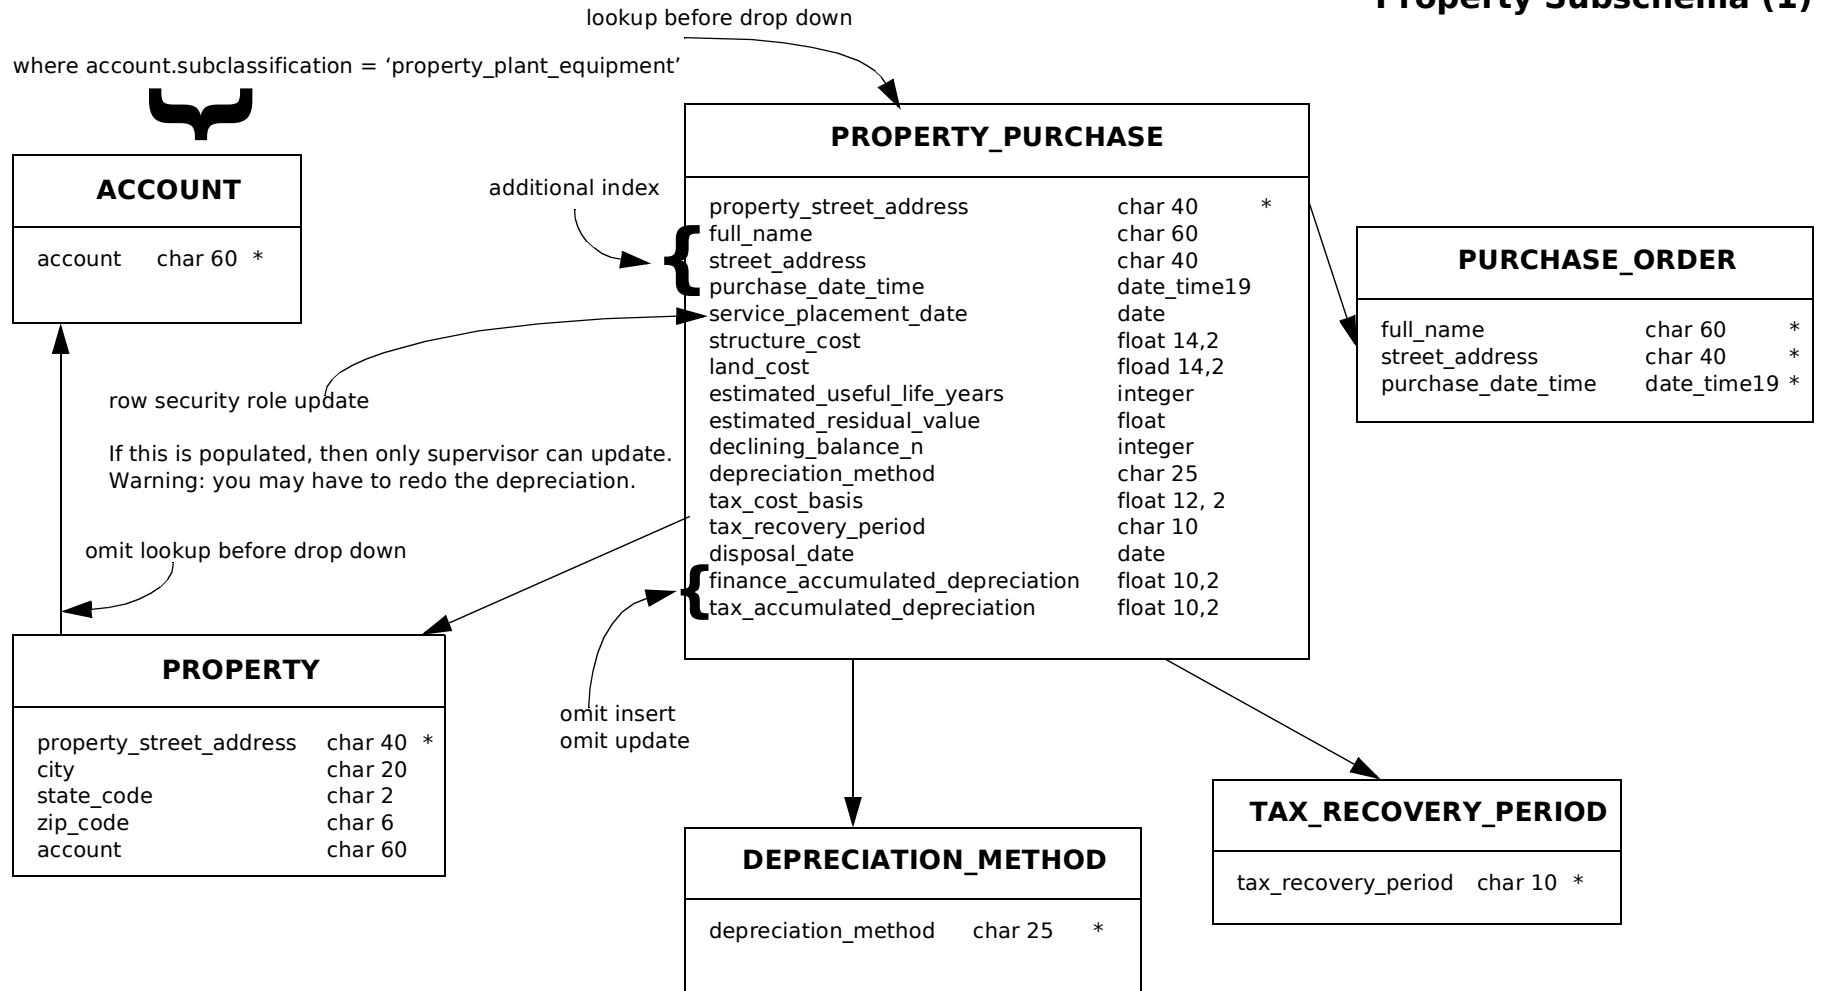 Property Subschema (1)
lookup before drop down
where account.subclassification = ‘property_plant_equipment’
ACCOUNT
account char 60 *
additional index
PROPERTY_PURCHASE
property_street_address char 40 *
full_name char 60
street_address char 40
purchase_date_time date_time19
service_placement_date date
structure_cost float 14,2
land_cost fload 14,2
estimated_useful_life_years integer
estimated_residual_value float
declining_balance_n integer
depreciation_method char 25
tax_cost_basis float 12, 2
tax_recovery_period char 10
disposal_date date
finance_accumulated_depreciation float 10,2
tax_accumulated_depreciation float 10,2
PURCHASE_ORDER
full_name char 60 *
street_address char 40 *
purchase_date_time date_time19 *
row security role update
If this is populated, then only supervisor can update.
Warning: you may have to redo the depreciation.
omit lookup before drop down
PROPERTY
property_street_address char 40 *
city char 20
state_code char 2
zip_code char 6
account char 60
omit insert
omit update
DEPRECIATION_METHOD
depreciation_method char 25 *
TAX_RECOVERY_PERIOD
tax_recovery_period char 10 *